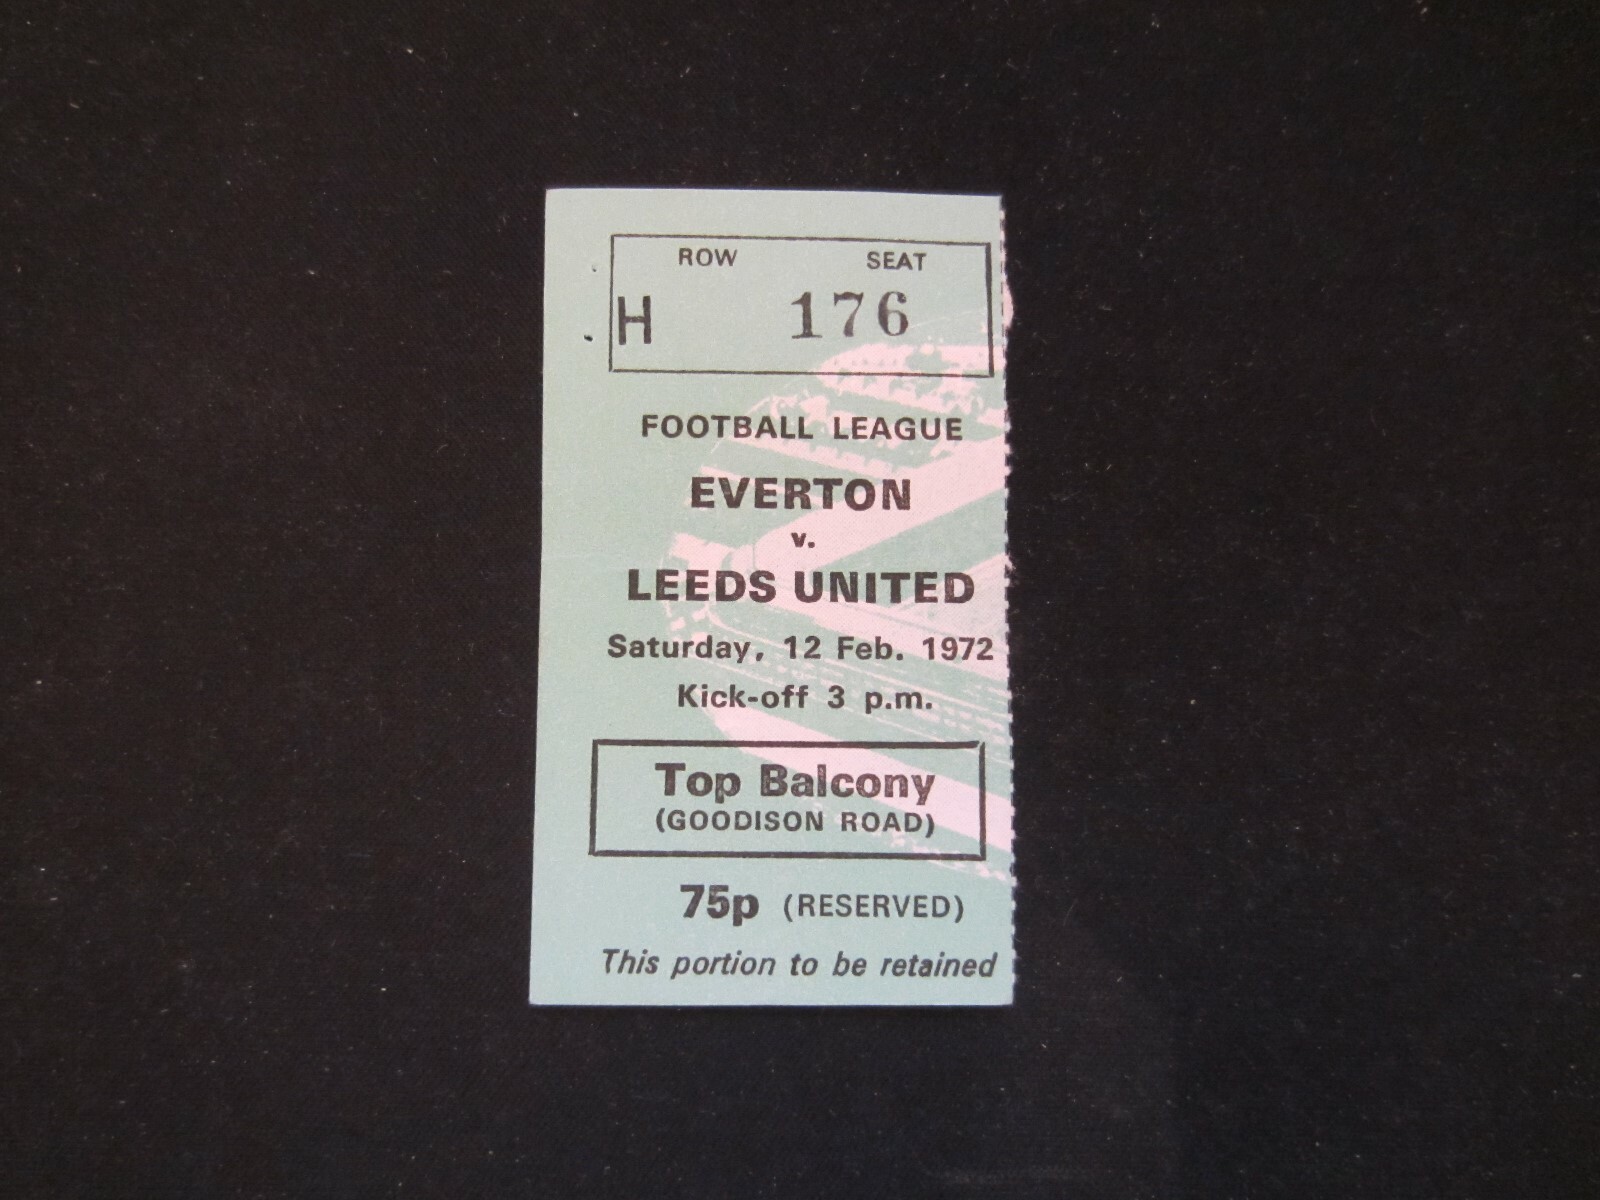 ROW SEAT
H 176
FOOTBALL LEAGUE
EVERTON
v.
LEEDS UNITED
Saturday, 12 Feb. 1972
Kick-off 3 p.m.
Top Balcony
(GOODISON ROAD)
75p (RESERVED)
This portion to be retained